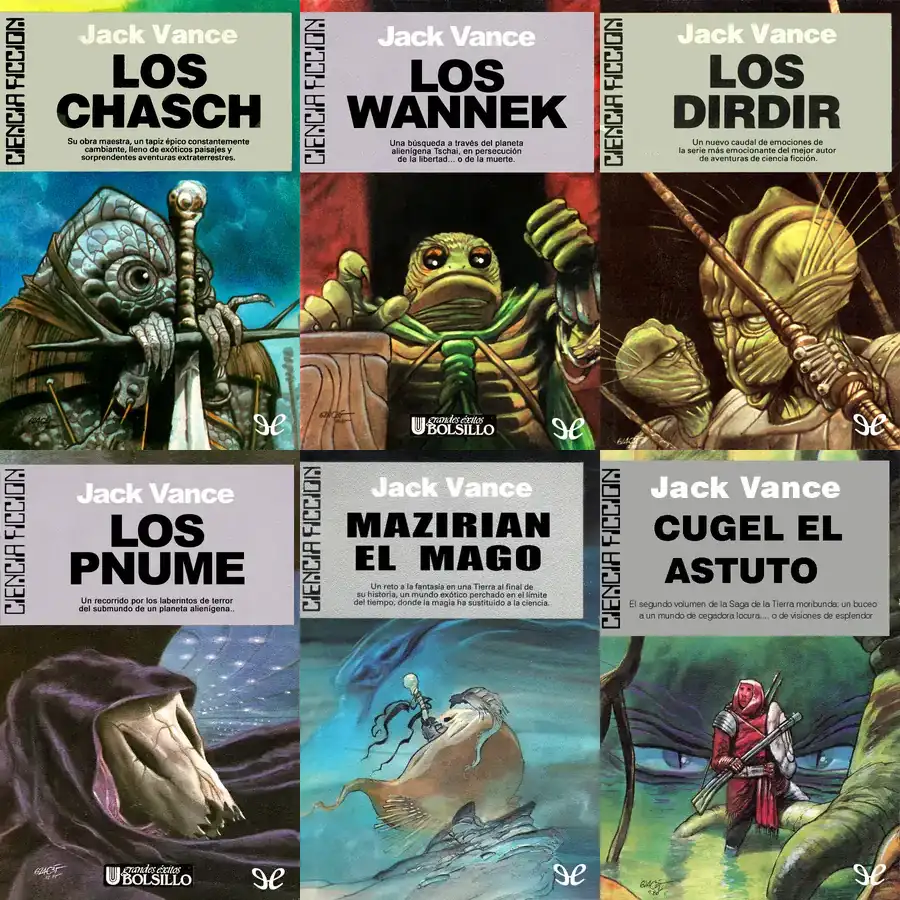 CIENCIA FICCION
Jack Vance
LOS
CHASCH
Su obra maestra, un tapiz épico constantemente
cambiante, lleno de exóticos paisajes y
sorprendentes aventuras extraterrestres.
CIENCIA FICCION
Jack Vance
LOS
WANNEK
Una búsqueda a través del planeta
alienígena Tschai, en persecución
de la libertad... o de la muerte.
grandes éxitos
BOLSILLO
CIENCIA FICCION
Jack Vance
LOS
DIRDIR
Un nuevo caudal de emociones de
la serie más emocionante del mejor autor
de aventuras de ciencia ficción.
CIENCIA FICCION
Jack Vance
LOS
PNUME
Un recorrido por los laberintos de terror
del submundo de un planeta alienígena..
grandes éxitos
BOLSILLO
CIENCIA FICCION
Jack Vance
MAZIRIAN
EL MAGO
Un reto a la fantasía en una Tierra al final de
su historia, un mundo exótico perchado en el límite
del tiempo, donde la magia ha sustituido a la ciencia.
CIENCIA FICCION
Jack Vance
CUGEL EL
ASTUTO
El segundo volumen de la Saga de la Tierra moribunda: un buceo
a un mundo de cegadora locura.... o de visiones de esplendor